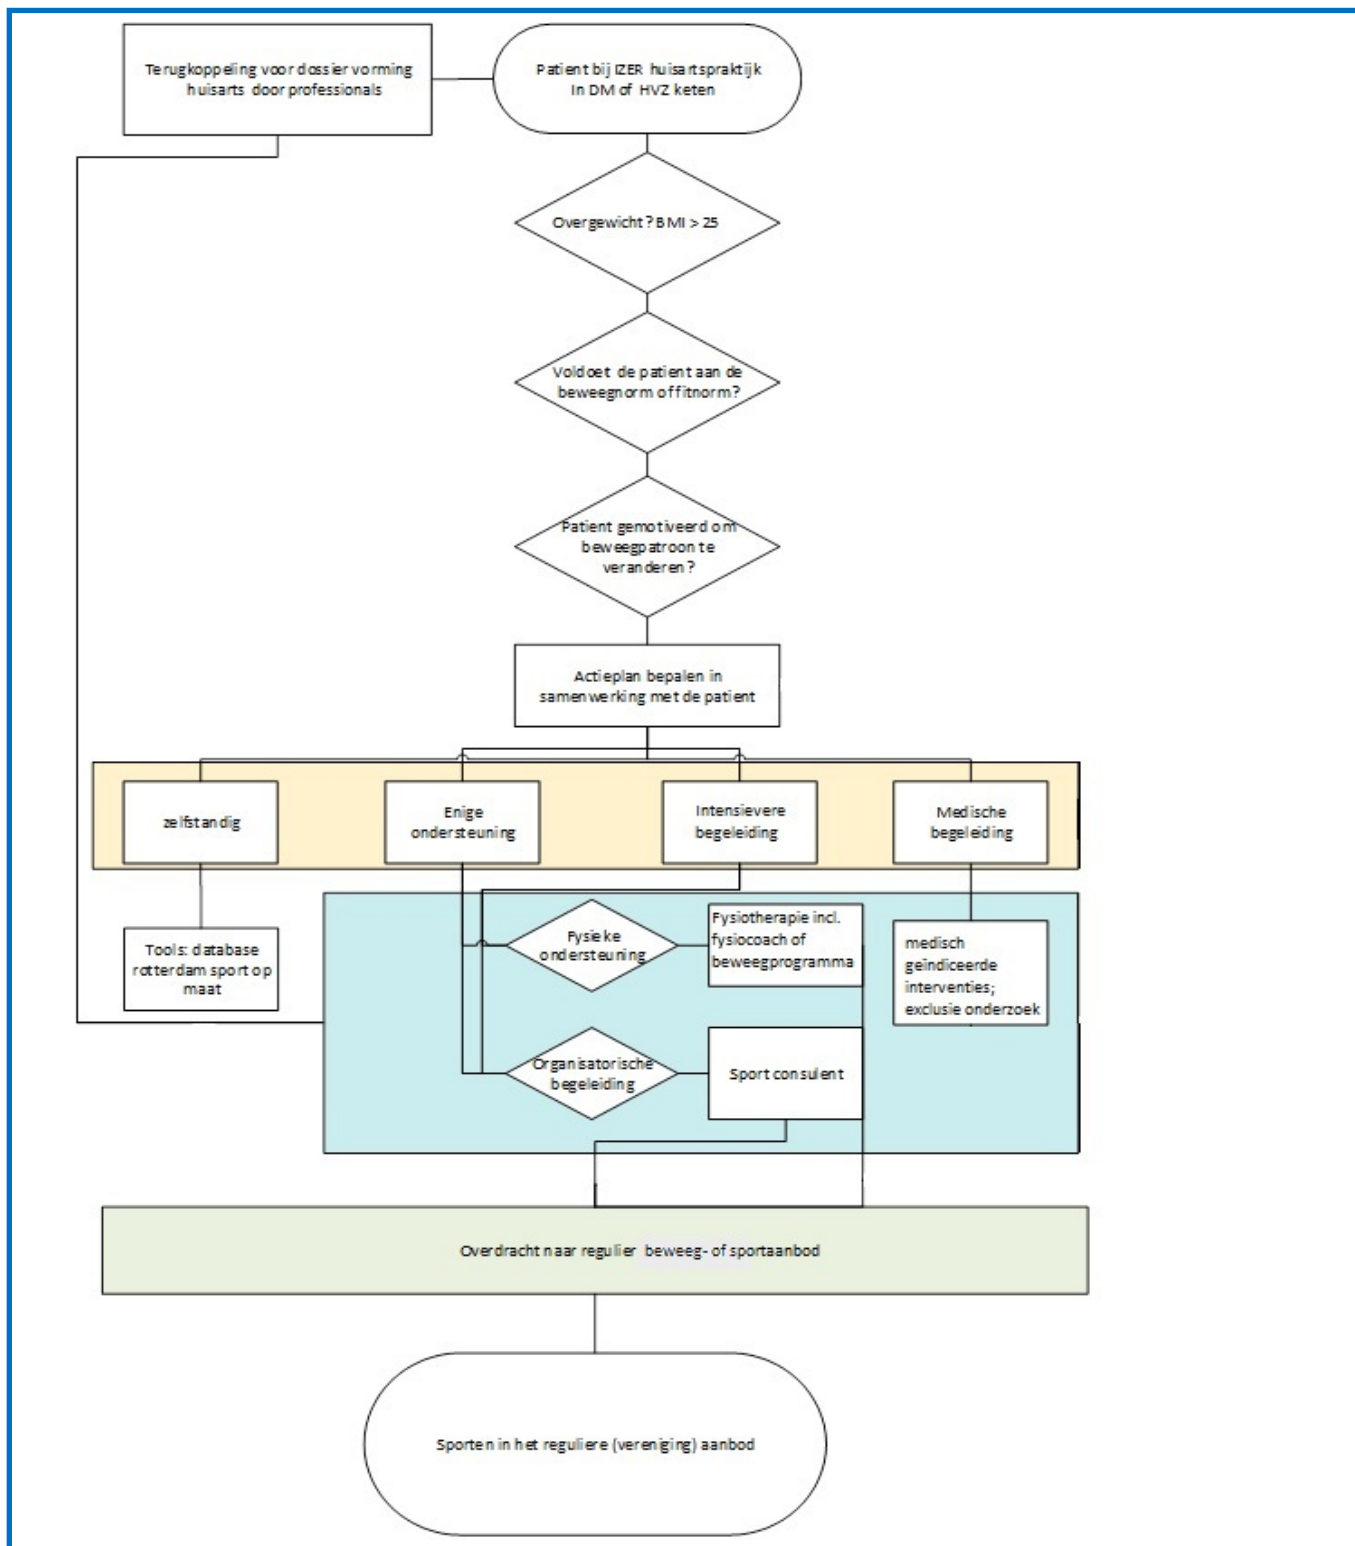 Terugkoppeling voor dossier vorming
huisarts door professionals
Patient bij IZER huisartspraktijk
In DM of HVZ keten
Overgewicht? BMI > 25
Voldoet de patient aan de
beweegnorm of fitnorm?
Patient gemotiveerd om
beweegpatroon te
veranderen?
Actieplan bepalen in
samenwerking met de patient
zelfstandig
Enige
ondersteuning
Intensievere
begeleiding
Medische
begeleiding
Tools: database
rotterdam sport op
maat
Fysieke
ondersteuning
Fysiotherapie incl.
fysiocoach of
beweegprogramma
medisch
geïndiceerde
interventies;
exclusie onderzoek
Organisatorische
begeleiding
Sport consulent
Overdracht naar regulier beweeg- of sportaanbod
Sporten in het reguliere (vereniging) aanbod